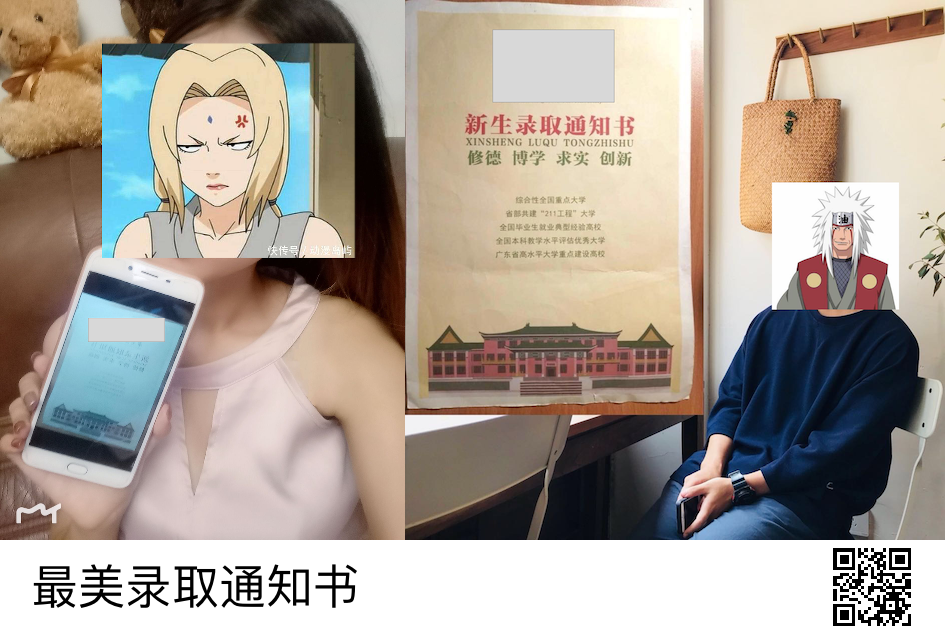 快传号
新生录取通知书
XINSHENG LUQU TONGZHISHU
修德 博学 求实 创新
综合性全国重点大学
省部共建“211工程”大学
全国毕业生就业典型经验高校
全国本科教学水平评估优秀大学
广东省高水平大学重点建设高校
油
最美录取通知书